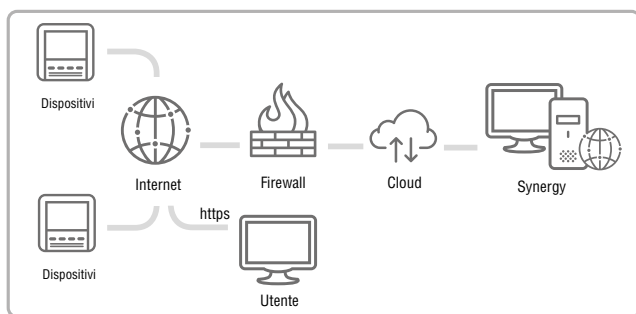 Dispositivi
Internet
Firewall
Cloud
Synergy
https
Dispositivi
Utente